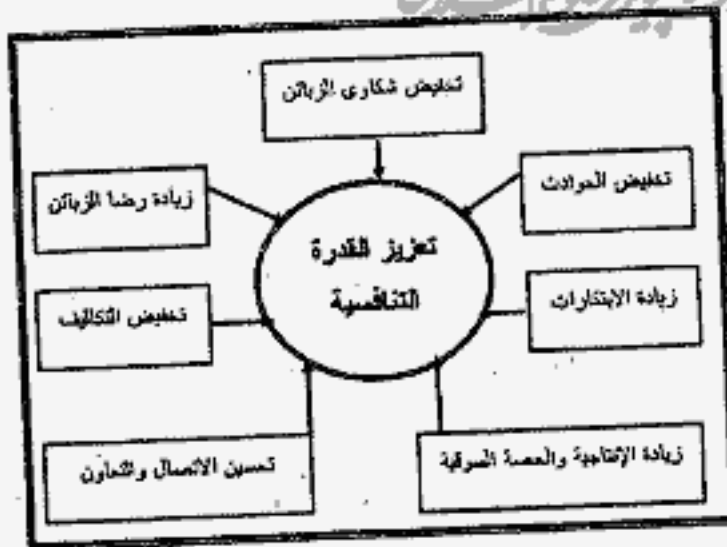 تخفيض شكاوى الزبائن
تخفيض الحوادث
زيادة رضا الزبائن
تعزيز القدرة
التنافسية
زيادة الابتكارات
تخفيض التكاليف
زيادة الإنتاجية والحصة السوقية
تحسين الاتصال والتعاون